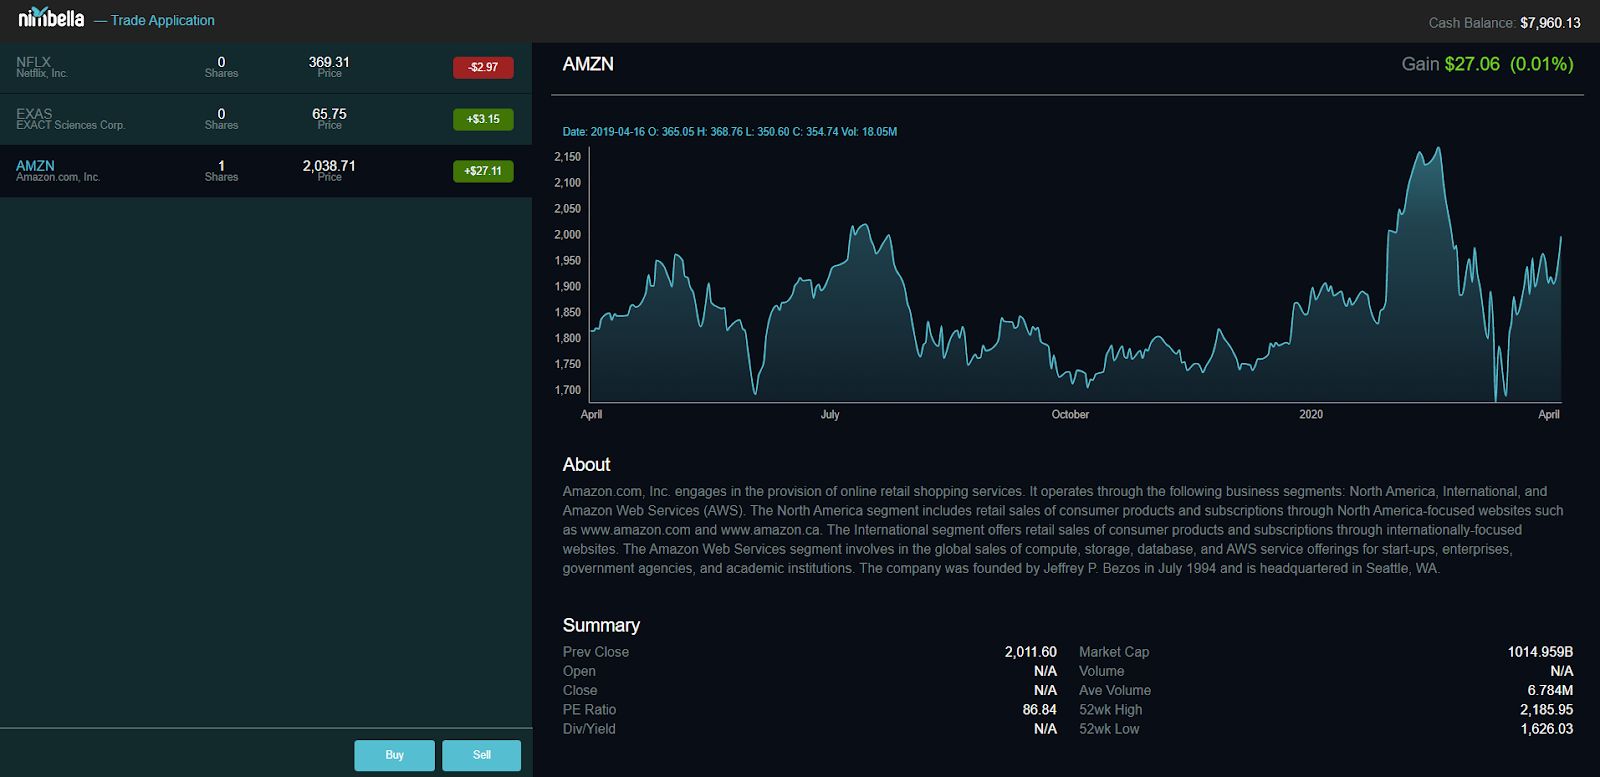 nimbella — Trade Application
Cash Balance: $7,960.13
NFLX 0 369.31 -$2.97
Netflix, Inc. Shares Price
EXAS 0 65.75 +$3.15
EXACT Sciences Corp. Shares Price
AMZN 1 2,038.71 +$27.11
Amazon.com, Inc. Shares Price
Buy Sell
AMZN Gain $27.06 (0.01%)
Date: 2019-04-16 O: 365.05 H: 368.76 L: 350.60 C: 354.74 Vol: 18.05M
2,150
2,100
2,050
2,000
1,950
1,900
1,850
1,800
1,750
1,700
April July October 2020 April
About
Amazon.com, Inc. engages in the provision of online retail shopping services. It operates through the following business segments: North America, International, and
Amazon Web Services (AWS). The North America segment includes retail sales of consumer products and subscriptions through North America-focused websites such
as www.amazon.com and www.amazon.ca. The International segment offers retail sales of consumer products and subscriptions through internationally-focused
websites. The Amazon Web Services segment involves in the global sales of compute, storage, database, and AWS service offerings for start-ups, enterprises,
government agencies, and academic institutions. The company was founded by Jeffrey P. Bezos in July 1994 and is headquartered in Seattle, WA.
Summary
Prev Close 2,011.60 Market Cap 1014.959B
Open N/A Volume N/A
Close N/A Ave Volume 6.784M
PE Ratio 86.84 52wk High 2,185.95
Div/Yield N/A 52wk Low 1,626.03